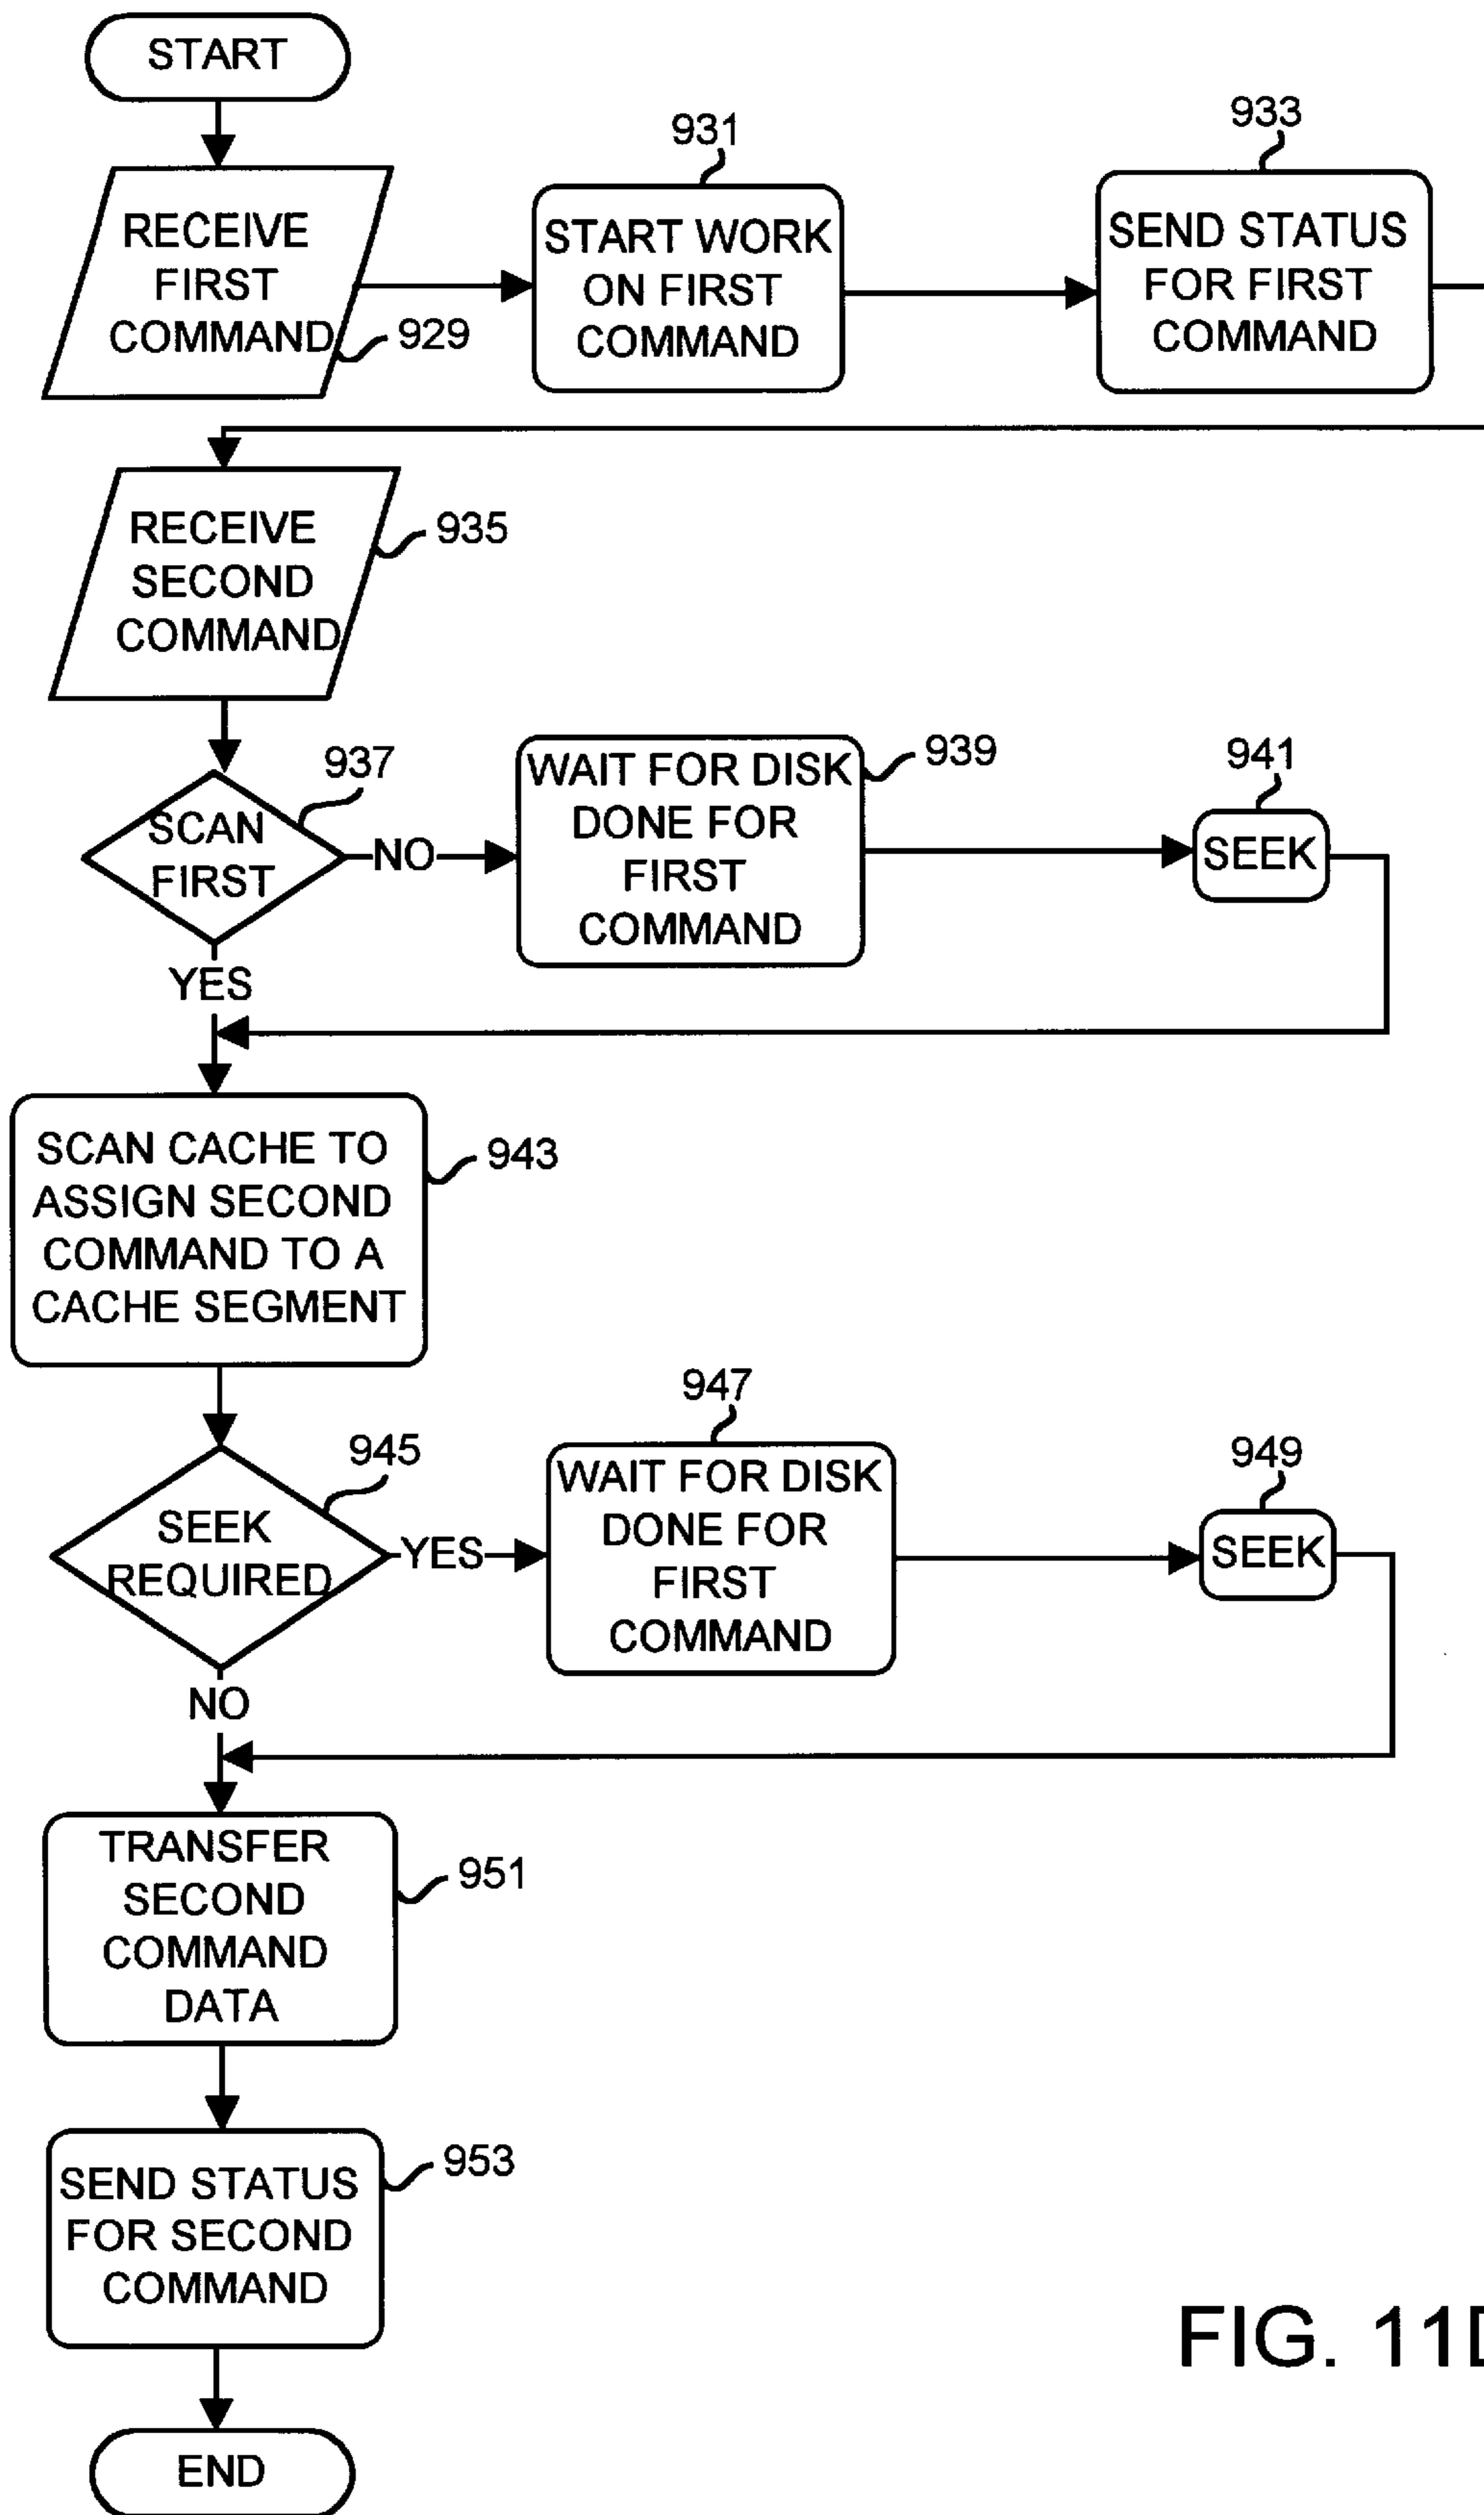 START
931
933
RECEIVE
FIRST
COMMAND
929
START WORK
ON FIRST
COMMAND
SEND STATUS
FOR FIRST
COMMAND
RECEIVE
SECOND
COMMAND
935
937
SCAN
FIRST
NO
YES
WAIT FOR DISK
DONE FOR
FIRST
COMMAND
939
941
SEEK
SCAN CACHE TO
ASSIGN SECOND
COMMAND TO A
CACHE SEGMENT
943
945
SEEK
REQUIRED
YES
NO
947
WAIT FOR DISK
DONE FOR
FIRST
COMMAND
949
SEEK
TRANSFER
SECOND
COMMAND
DATA
951
SEND STATUS
FOR SECOND
COMMAND
953
END
FIG. 11D